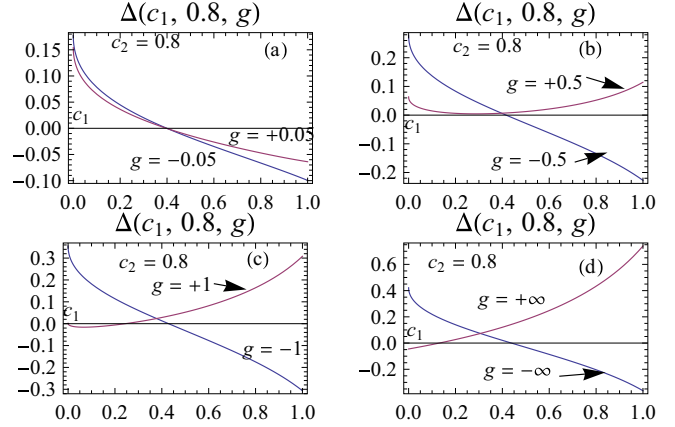 Δ(c₁, 0.8, g)
c₂ = 0.8
(a)
0.15
0.10
0.05
0.00
−0.05
−0.10
c₁
g = +0.05
g = −0.05
0.0 0.2 0.4 0.6 0.8 1.0
Δ(c₁, 0.8, g)
c₂ = 0.8
(b)
0.2
0.1
0.0
−0.1
−0.2
c₁
g = +0.5
g = −0.5
0.0 0.2 0.4 0.6 0.8 1.0
Δ(c₁, 0.8, g)
c₂ = 0.8
(c)
0.3
0.2
0.1
0.0
−0.1
−0.2
0.3
c₁
g = +1
g = −1
0.0 0.2 0.4 0.6 0.8 1.0
Δ(c₁, 0.8, g)
c₂ = 0.8
(d)
0.6
0.4
0.2
0.0
−0.2
c₁
g = +∞
g = −∞
0.0 0.2 0.4 0.6 0.8 1.0